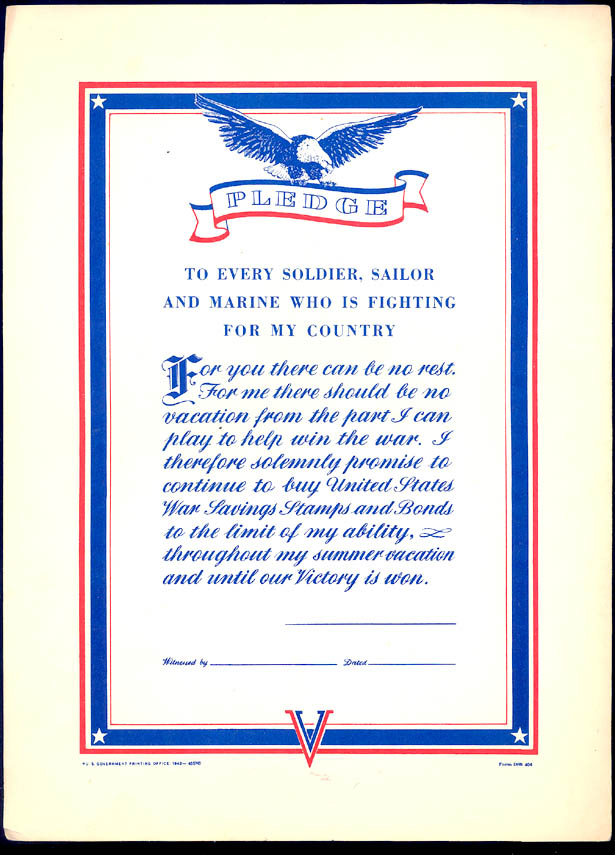 PLEDGE
TO EVERY SOLDIER, SAILOR
AND MARINE WHO IS FIGHTING
FOR MY COUNTRY
For you there can be no rest.
For me there should be no
vacation from the part I can
play to help win the war. I
therefore solemnly promise to
continue to buy United States
War Savings Stamps and Bonds
to the limit of my ability,
throughout my summer vacation
and until our Victory is won.
Witnessed by Dated
V
U. S. GOVERNMENT PRINTING OFFICE: 1942 Form DSS